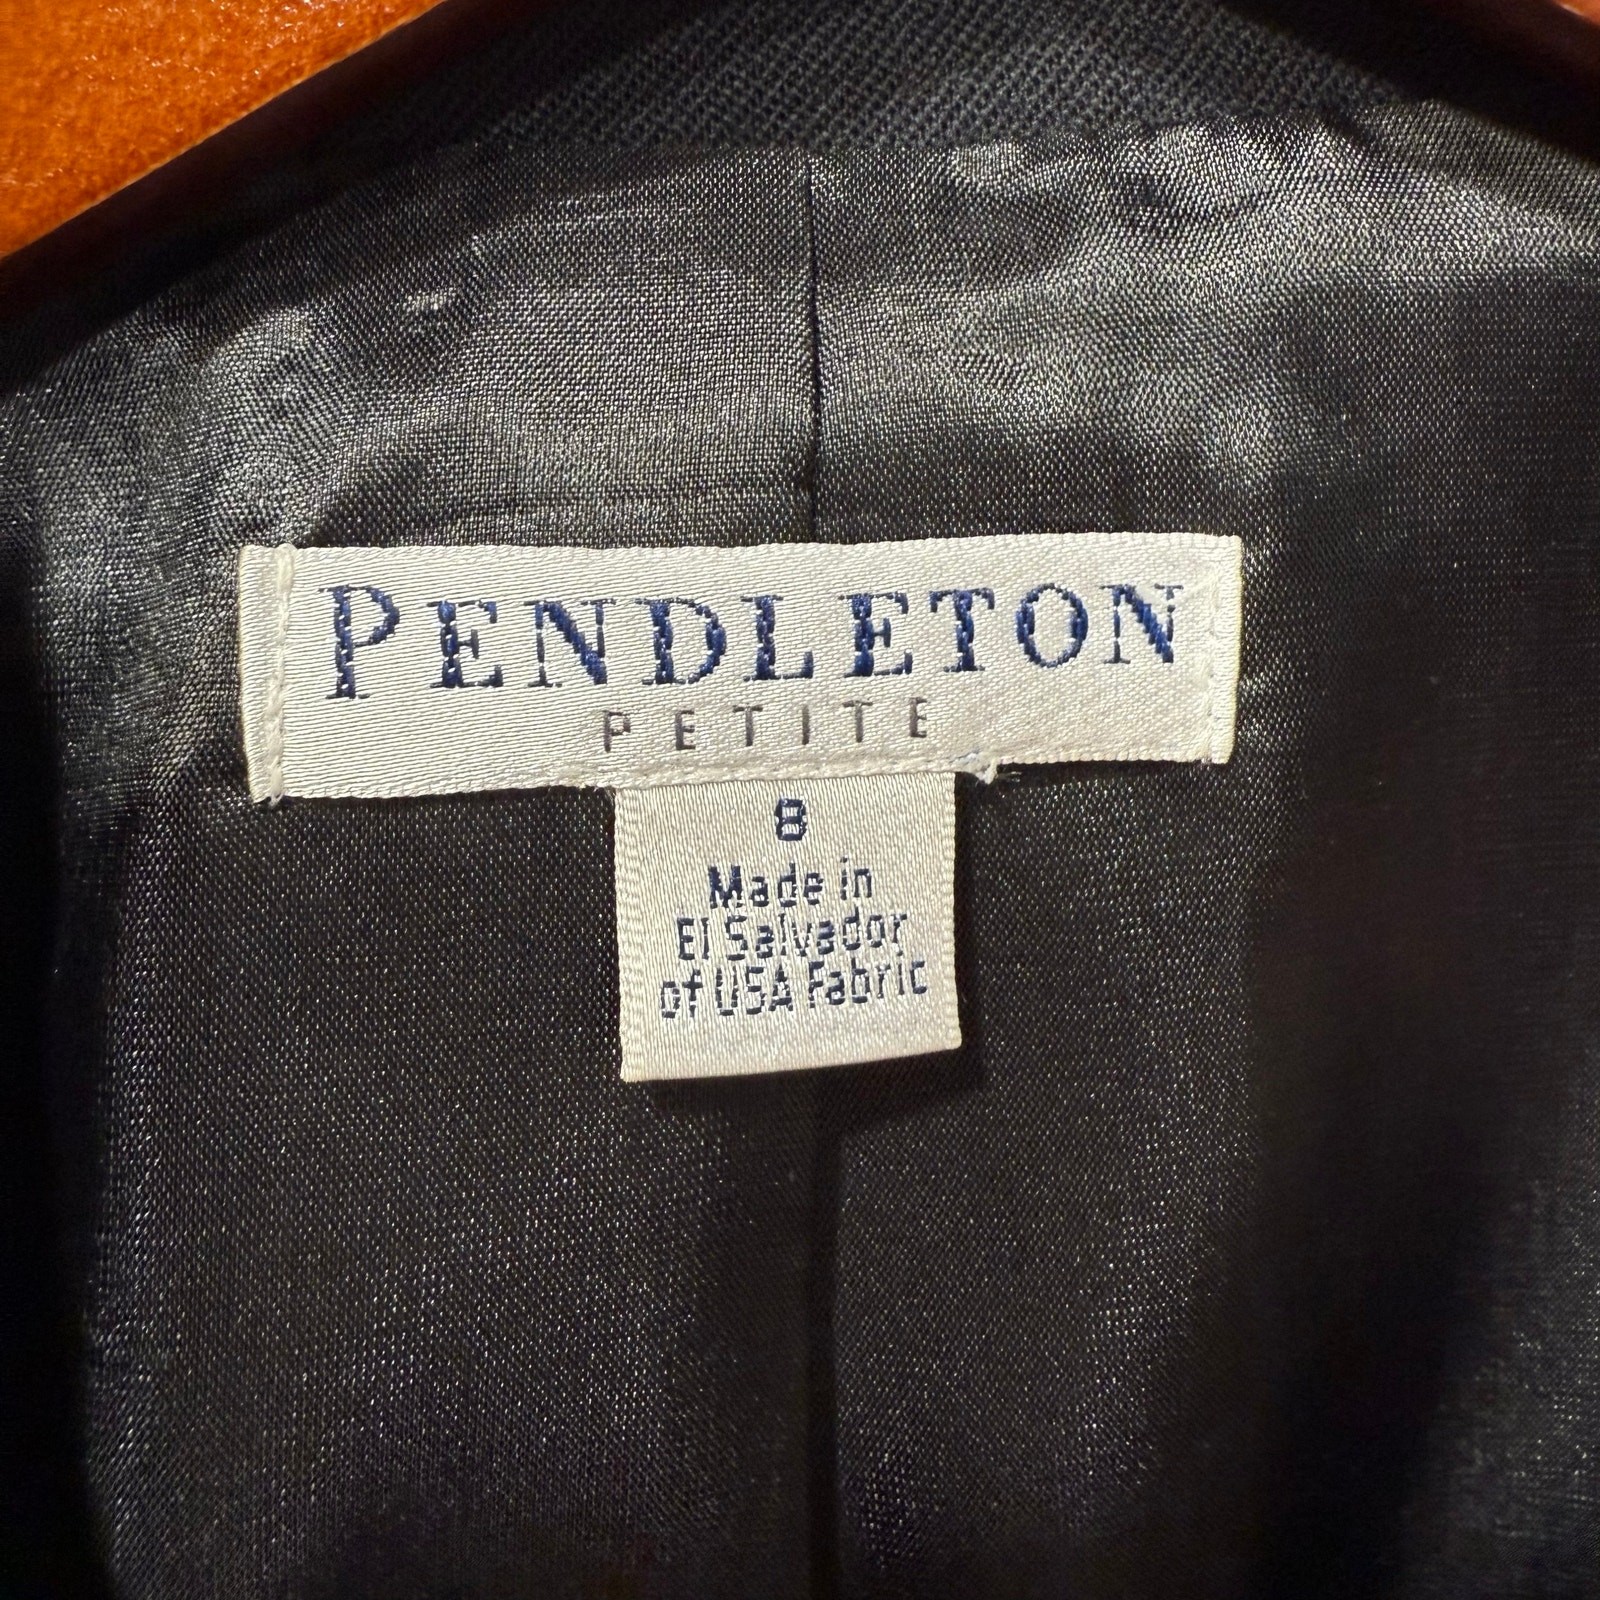 PENDLETON
PETITE
8
Made in
El Salvador
of USA Fabric